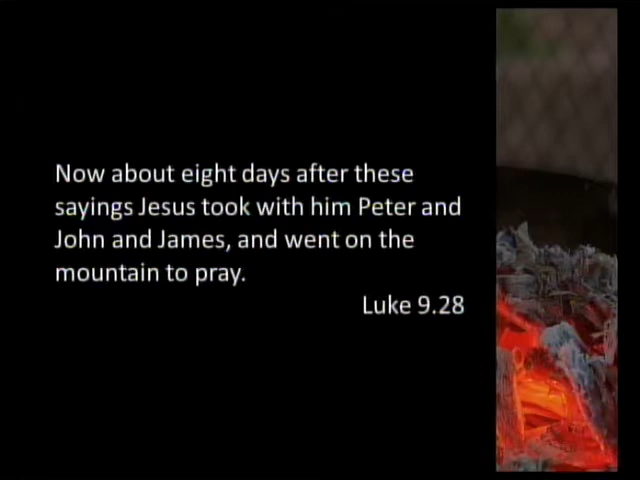 Now about eight days after these
sayings Jesus took with him Peter and
John and James, and went on the
mountain to pray.
Luke 9.28